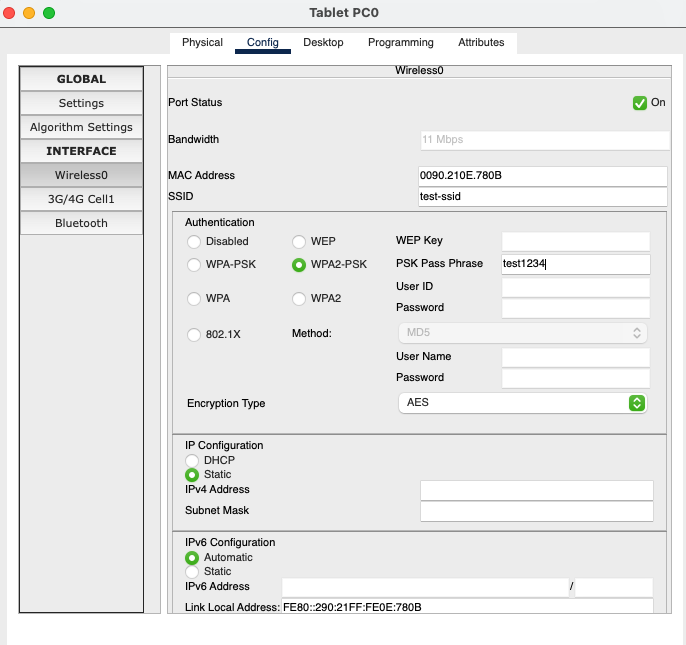 Tablet PC0
Physical Config Desktop Programming Attributes
GLOBAL
Settings
Algorithm Settings
INTERFACE
Wireless0
3G/4G Cell1
Bluetooth
Wireless0
Port Status On
Bandwidth 11 Mbps
MAC Address 0090.210E.780B
SSID test-ssid
Authentication
Disabled WEP WEP Key
WPA-PSK WPA2-PSK PSK Pass Phrase test1234
User ID
WPA WPA2 Password
802.1X Method: MD5
User Name
Password
Encryption Type AES
IP Configuration
DHCP
Static
IPv4 Address
Subnet Mask
IPv6 Configuration
Automatic
Static
IPv6 Address /
Link Local Address: FE80::290:21FF:FE0E:780B